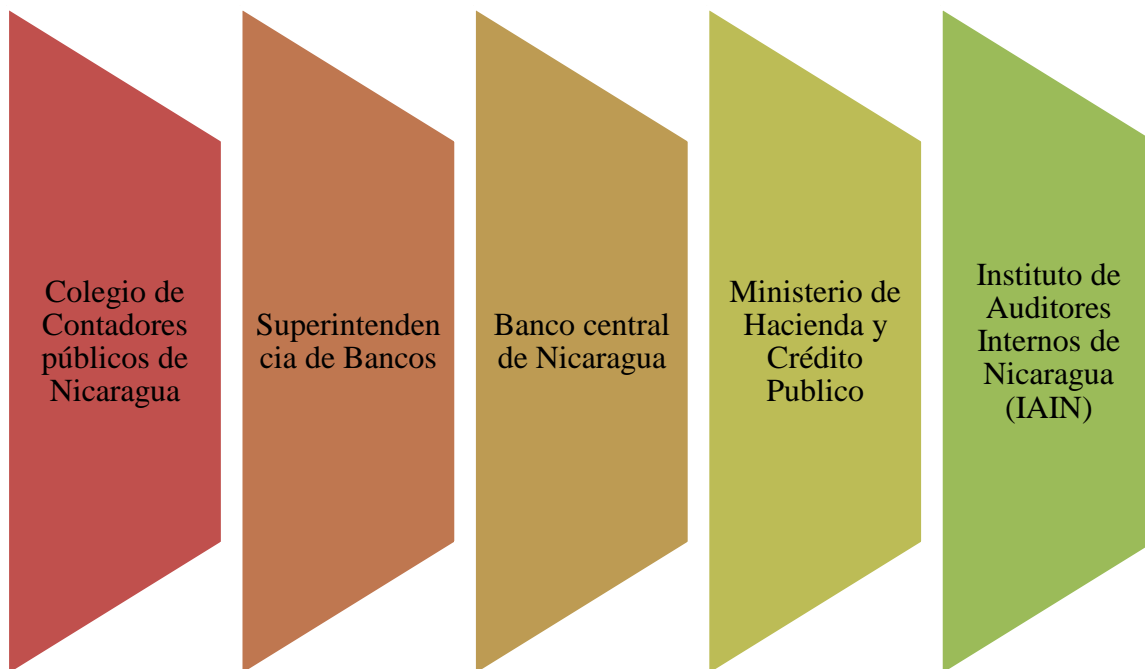 Colegio de
Contadores
públicos de
Nicaragua
Superintenden
cia de Bancos
Banco central
de Nicaragua
Ministerio de
Hacienda y
Crédito
Publico
Instituto de
Auditores
Internos de
Nicaragua
(IAIN)